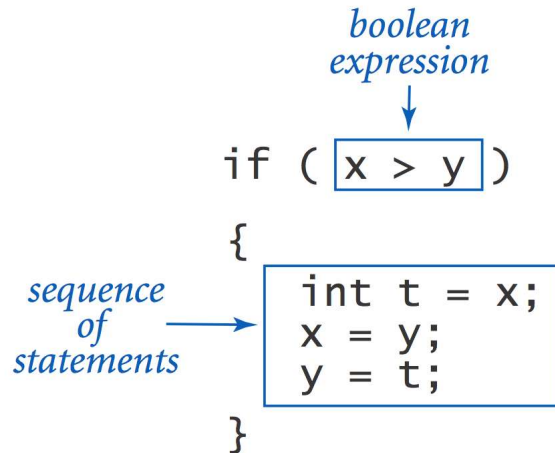 boolean
expression
if ( x > y )
{
sequence
of
statements
int t = x;
x = y;
y = t;
}